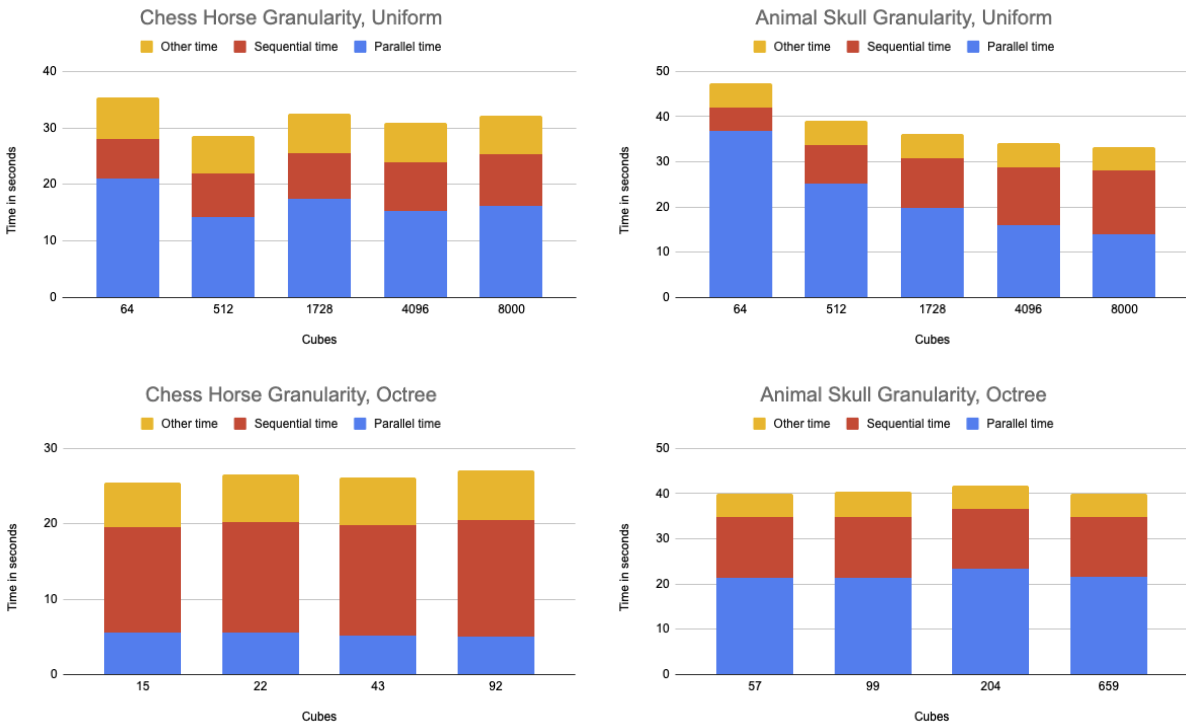 Chess Horse Granularity, Uniform
Other time Sequential time Parallel time
Time in seconds
40
30
20
10
0
64 512 1728 4096 8000
Cubes
Animal Skull Granularity, Uniform
Other time Sequential time Parallel time
Time in seconds
50
40
30
20
10
0
64 512 1728 4096 8000
Cubes
Chess Horse Granularity, Octree
Other time Sequential time Parallel time
Time in seconds
30
20
10
0
15 22 43 92
Cubes
Animal Skull Granularity, Octree
Other time Sequential time Parallel time
Time in seconds
50
40
30
20
10
0
57 99 204 659
Cubes